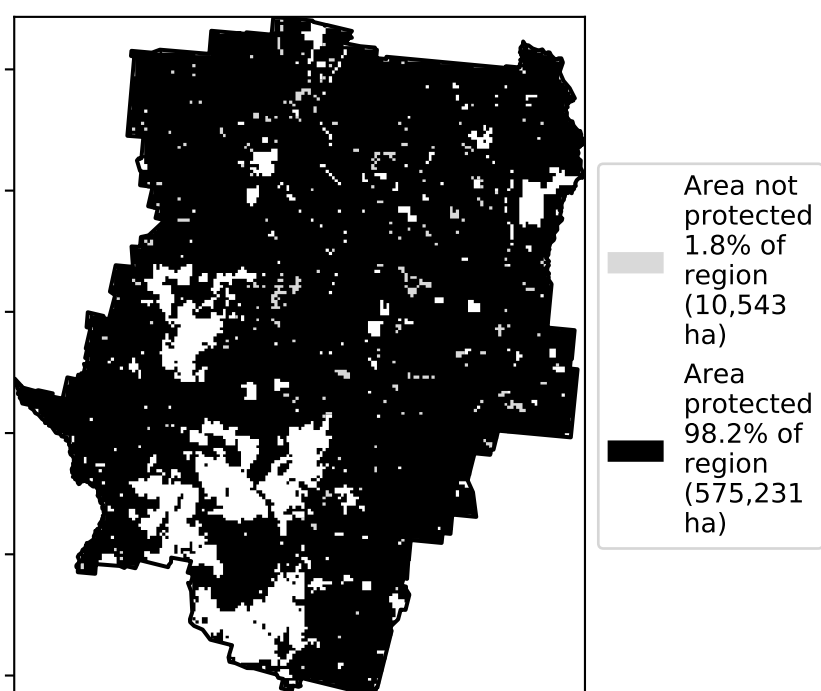 Area not
protected
1.8% of
region
(10,543
ha)
Area
protected
98.2% of
region
(575,231
ha)